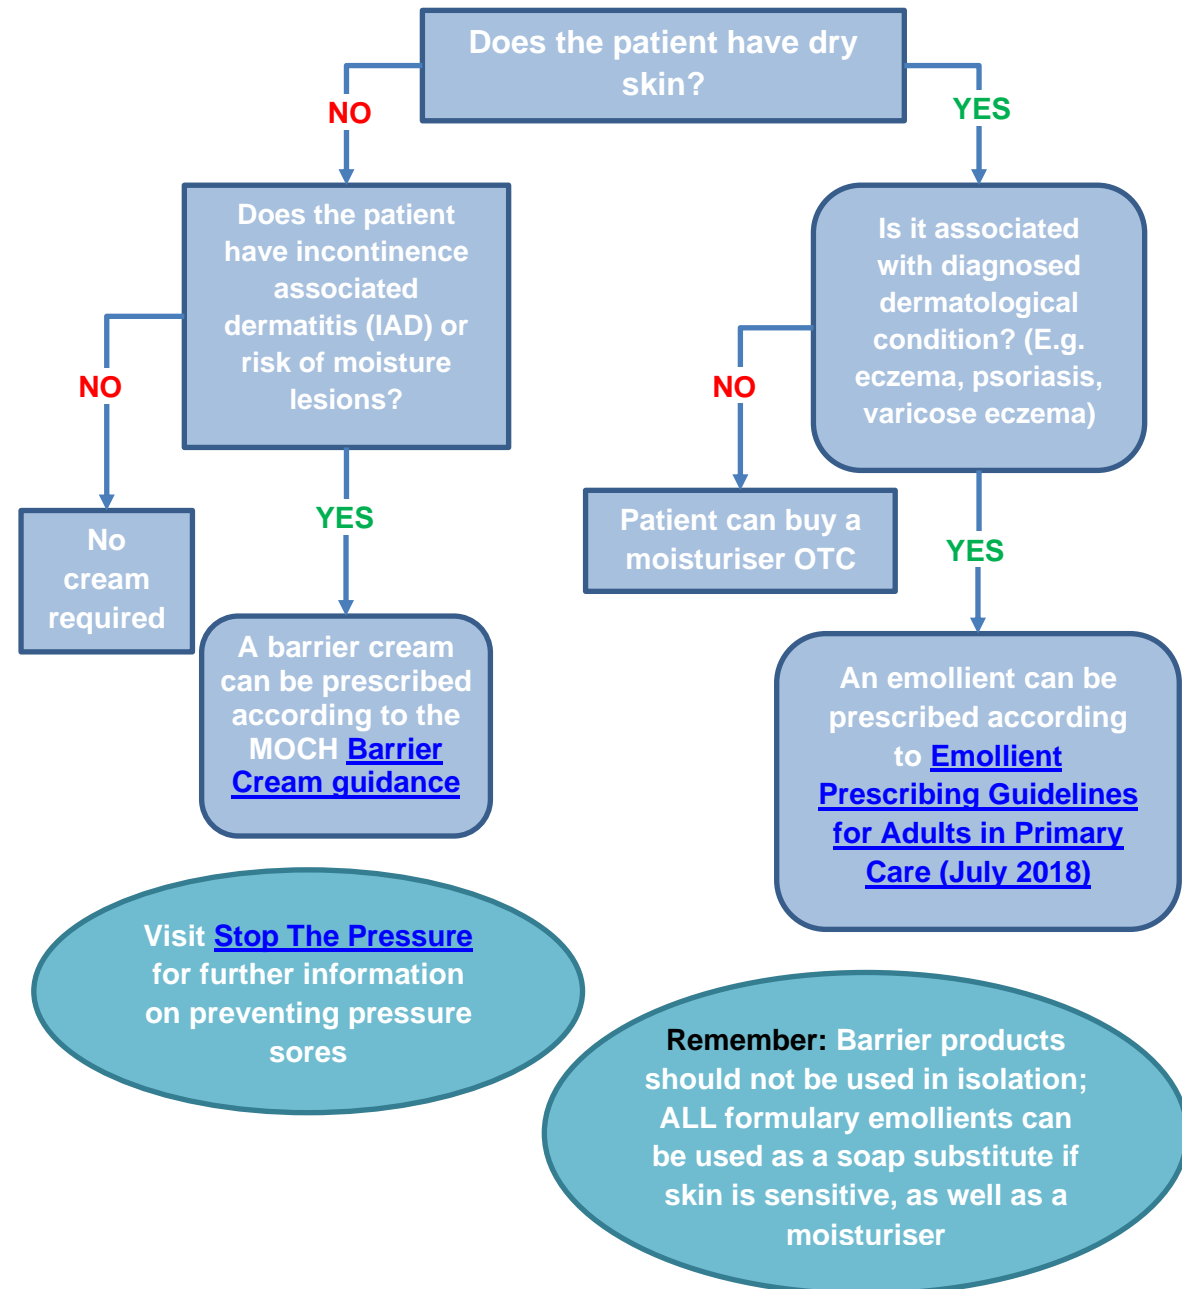 Does the patient have dry
skin?
NO
YES
Does the patient
have incontinence
associated
dermatitis (IAD) or
risk of moisture
lesions?
Is it associated
with diagnosed
dermatological
condition? (E.g.
eczema, psoriasis,
varicose eczema)
NO
NO
YES
YES
No
cream
required
Patient can buy a
moisturiser OTC
A barrier cream
can be prescribed
according to the
MOCH Barrier
Cream guidance
An emollient can be
prescribed according
to Emollient
Prescribing Guidelines
for Adults in Primary
Care (July 2018)
Visit Stop The Pressure
for further information
on preventing pressure
sores
Remember: Barrier products
should not be used in isolation;
ALL formulary emollients can
be used as a soap substitute if
skin is sensitive, as well as a
moisturiser